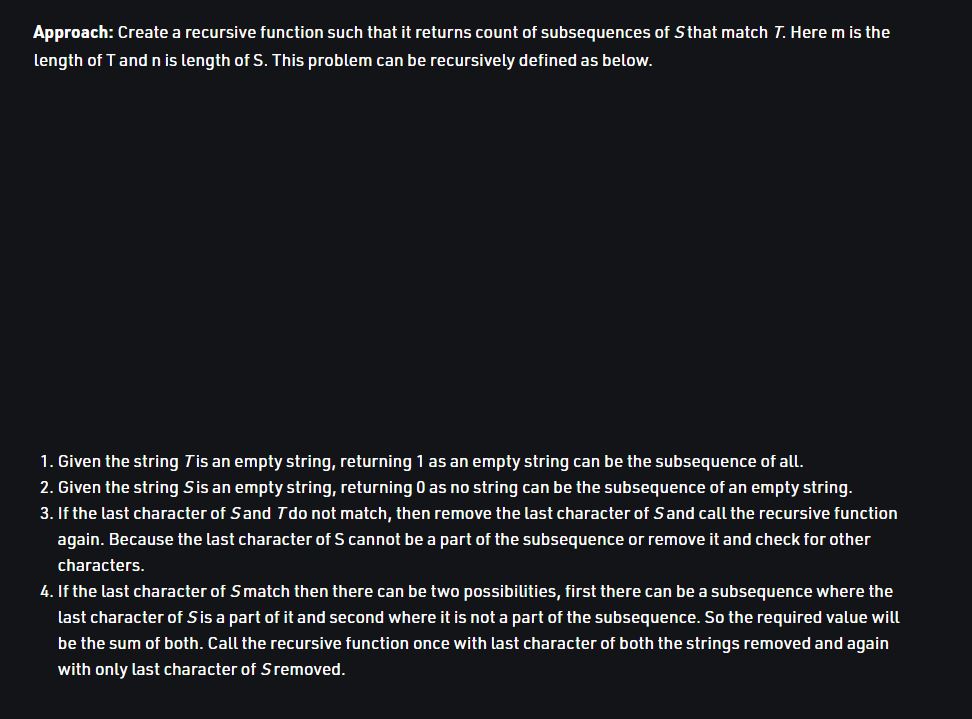 Approach: Create a recursive function such that it returns count of subsequences of S that match T. Here m is the
length of T and n is length of S. This problem can be recursively defined as below.
1. Given the string T is an empty string, returning 1 as an empty string can be the subsequence of all.
2. Given the string S is an empty string, returning 0 as no string can be the subsequence of an empty string.
3. If the last character of S and T do not match, then remove the last character of S and call the recursive function
again. Because the last character of S cannot be a part of the subsequence or remove it and check for other
characters.
4. If the last character of S match then there can be two possibilities, first there can be a subsequence where the
last character of S is a part of it and second where it is not a part of the subsequence. So the required value will
be the sum of both. Call the recursive function once with last character of both the strings removed and again
with only last character of S removed.